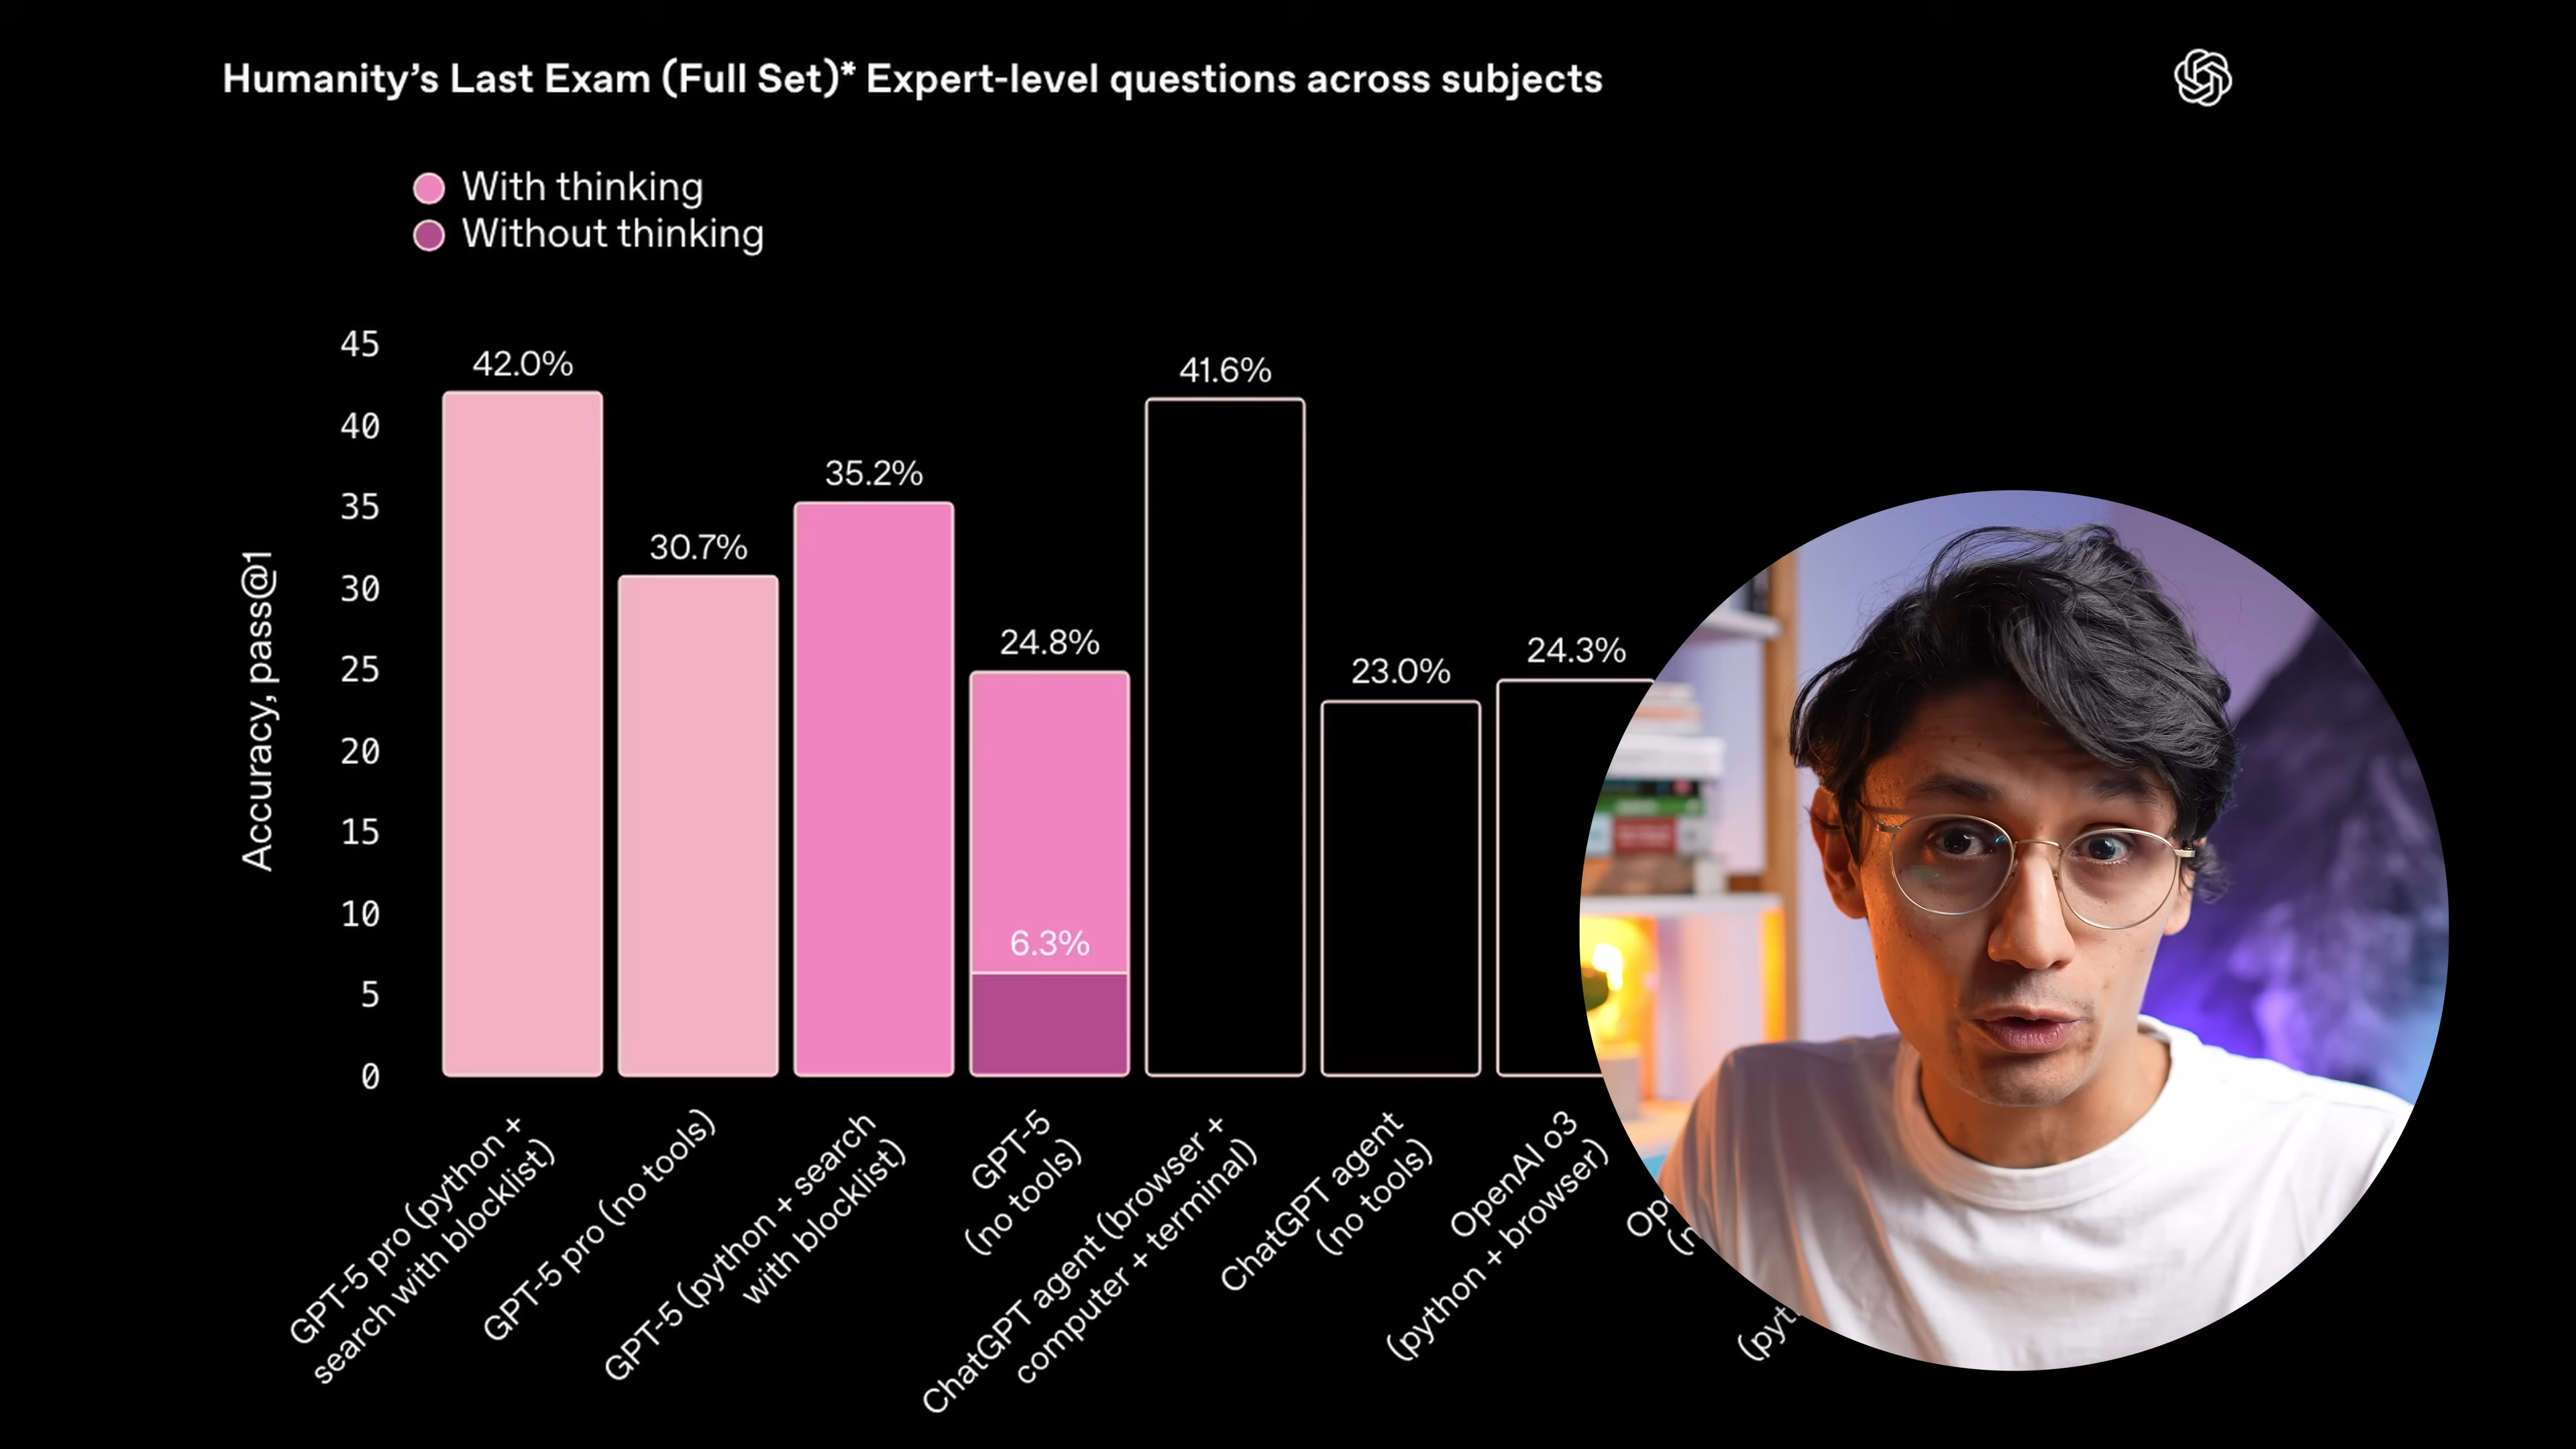 Humanity’s Last Exam (Full Set)* Expert-level questions across subjects
With thinking
Without thinking
Accuracy, pass@1
45
40
35
30
25
20
15
10
5
0
42.0%
30.7%
35.2%
24.8%
6.3%
41.6%
23.0%
24.3%
GPT-5 pro (python +
search with blocklist)
GPT-5 pro (no tools)
GPT-5 (python + search
with blocklist)
GPT-5
(no tools)
ChatGPT agent (browser +
computer + terminal)
ChatGPT agent
(no tools)
OpenAI o3
(python + browser)